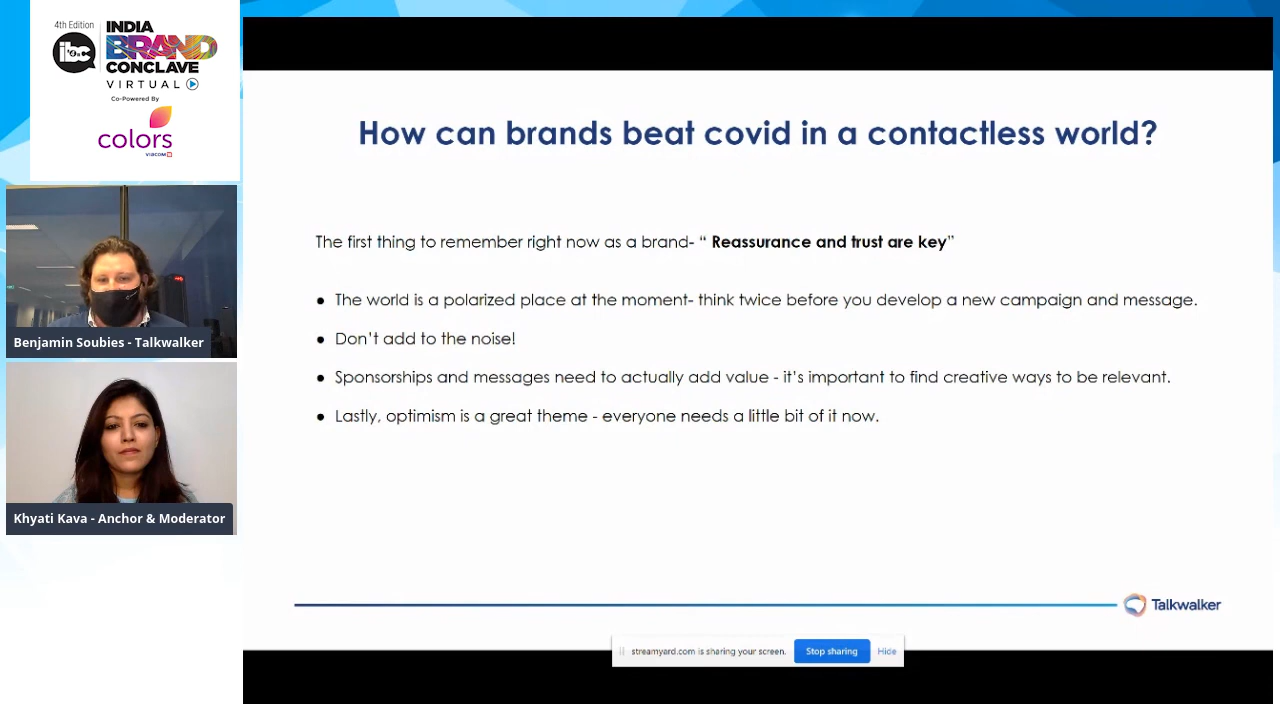 4th Edition
INDIA
ibc
BRAND
CONCLAVE
VIRTUAL
Co-Powered By
colors
VIACOM18
Benjamin Soubies - Talkwalker
Khyati Kava - Anchor & Moderator
How can brands beat covid in a contactless world?
The first thing to remember right now as a brand- “ Reassurance and trust are key”
● The world is a polarized place at the moment- think twice before you develop a new campaign and message.
● Don’t add to the noise!
● Sponsorships and messages need to actually add value - it’s important to find creative ways to be relevant.
● Lastly, optimism is a great theme - everyone needs a little bit of it now.
Talkwalker
streamyard.com is sharing your screen. Stop sharing Hide